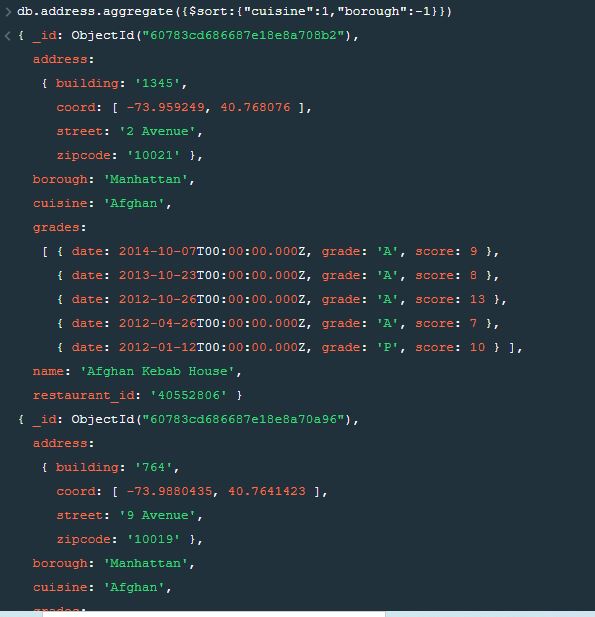 > db.address.aggregate({$sort:{"cuisine":1,"borough":-1}})
< { _id: ObjectId("60783cd686687e18e8a708b2"),
address:
{ building: '1345',
coord: [ -73.959249, 40.768076 ],
street: '2 Avenue',
zipcode: '10021' },
borough: 'Manhattan',
cuisine: 'Afghan',
grades:
[ { date: 2014-10-07T00:00:00.000Z, grade: 'A', score: 9 },
{ date: 2013-10-23T00:00:00.000Z, grade: 'A', score: 8 },
{ date: 2012-10-26T00:00:00.000Z, grade: 'A', score: 13 },
{ date: 2012-04-26T00:00:00.000Z, grade: 'A', score: 7 },
{ date: 2012-01-12T00:00:00.000Z, grade: 'P', score: 10 } ],
name: 'Afghan Kebab House',
restaurant_id: '40552806' }
{ _id: ObjectId("60783cd686687e18e8a70a96"),
address:
{ building: '764',
coord: [ -73.9880435, 40.7641423 ],
street: '9 Avenue',
zipcode: '10019' },
borough: 'Manhattan',
cuisine: 'Afghan',
grades: